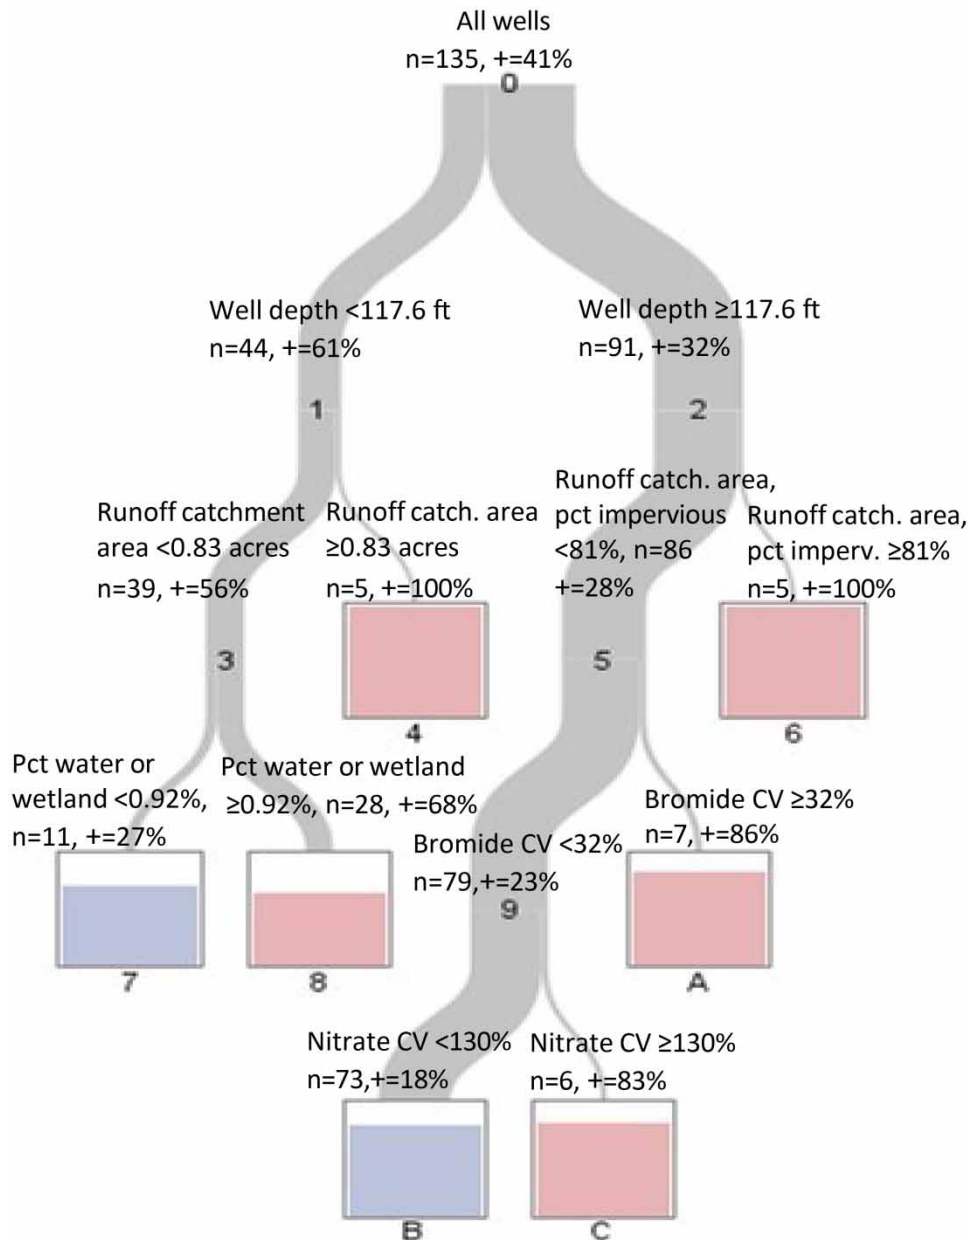 All wells
n=135, +=41%
0
Well depth <117.6 ft
n=44, +=61%
Well depth ≥117.6 ft
n=91, +=32%
1
2
Runoff catchment
area <0.83 acres
n=39, +=56%
Runoff catch. area
≥0.83 acres
n=5, +=100%
Runoff catch. area,
pct impervious
<81%, n=86
+=28%
Runoff catch. area,
pct imperv. ≥81%
n=5, +=100%
3
4
5
6
Pct water or
wetland <0.92%,
n=11, +=27%
Pct water or wetland
≥0.92%, n=28, +=68%
Bromide CV <32%
n=79,+=23%
Bromide CV ≥32%
n=7, +=86%
7
8
9
A
Nitrate CV <130%
n=73,+=18%
Nitrate CV ≥130%
n=6, +=83%
B
C